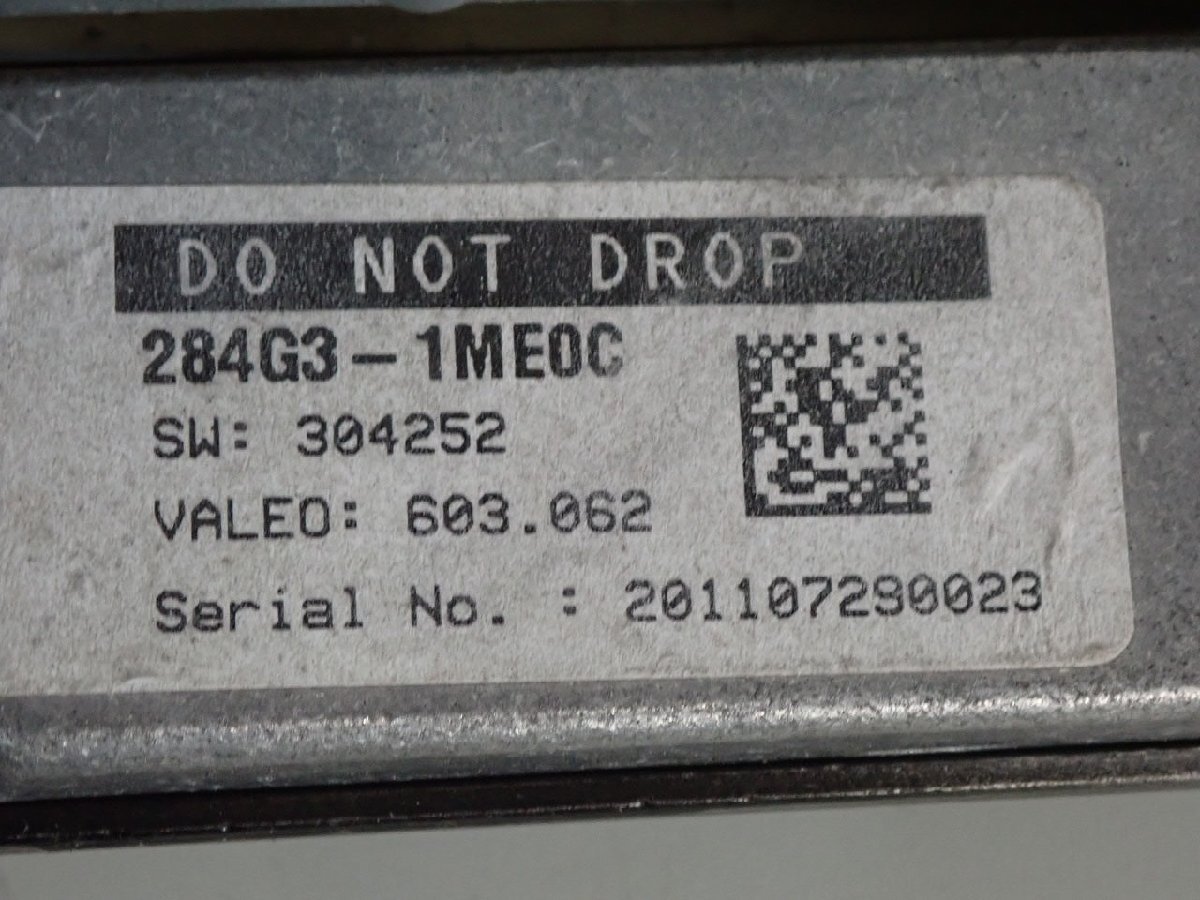 DO NOT DROP
284G3-1ME0C
SW: 304252
VALEO: 603.062
Serial No. : 201107290023